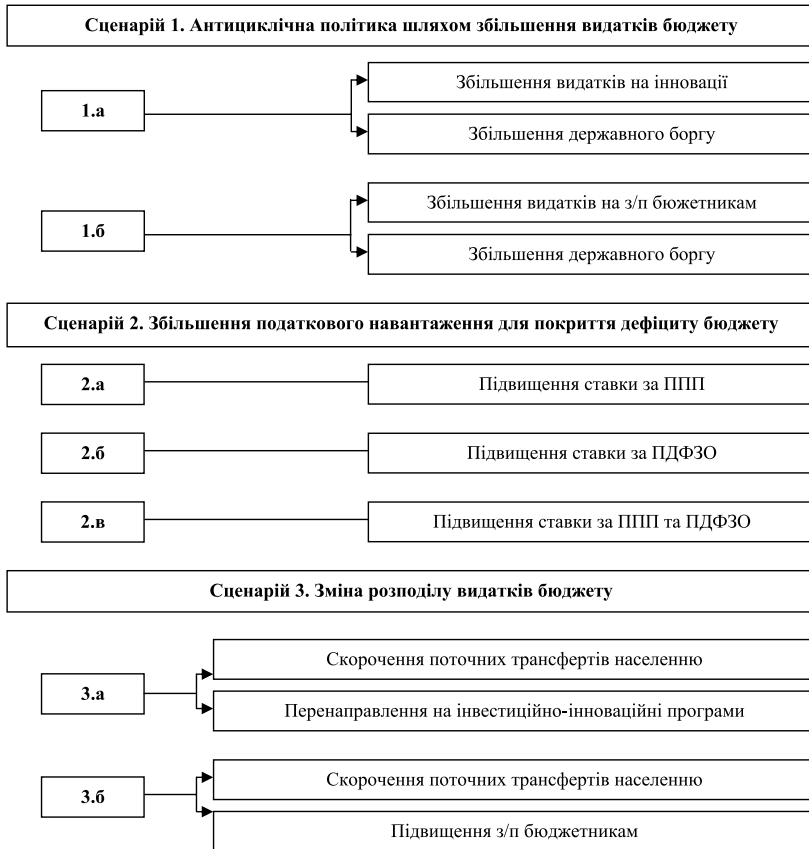 Сценарій 1. Антициклічна політика шляхом збільшення видатків бюджету
1.а
Збільшення видатків на інновації
Збільшення державного боргу
1.б
Збільшення видатків на з/п бюжетникам
Збільшення державного боргу
Сценарій 2. Збільшення податкового навантаження для покриття дефіциту бюджету
2.а
Підвищення ставки за ППП
2.б
Підвищення ставки за ПДФЗО
2.в
Підвищення ставки за ППП та ПДФЗО
Сценарій 3. Зміна розподілу видатків бюджету
3.а
Скорочення поточних трансфертів населенню
Перенаправлення на інвестиційно-інноваційні програми
3.б
Скорочення поточних трансфертів населенню
Підвищення з/п бюджетникам